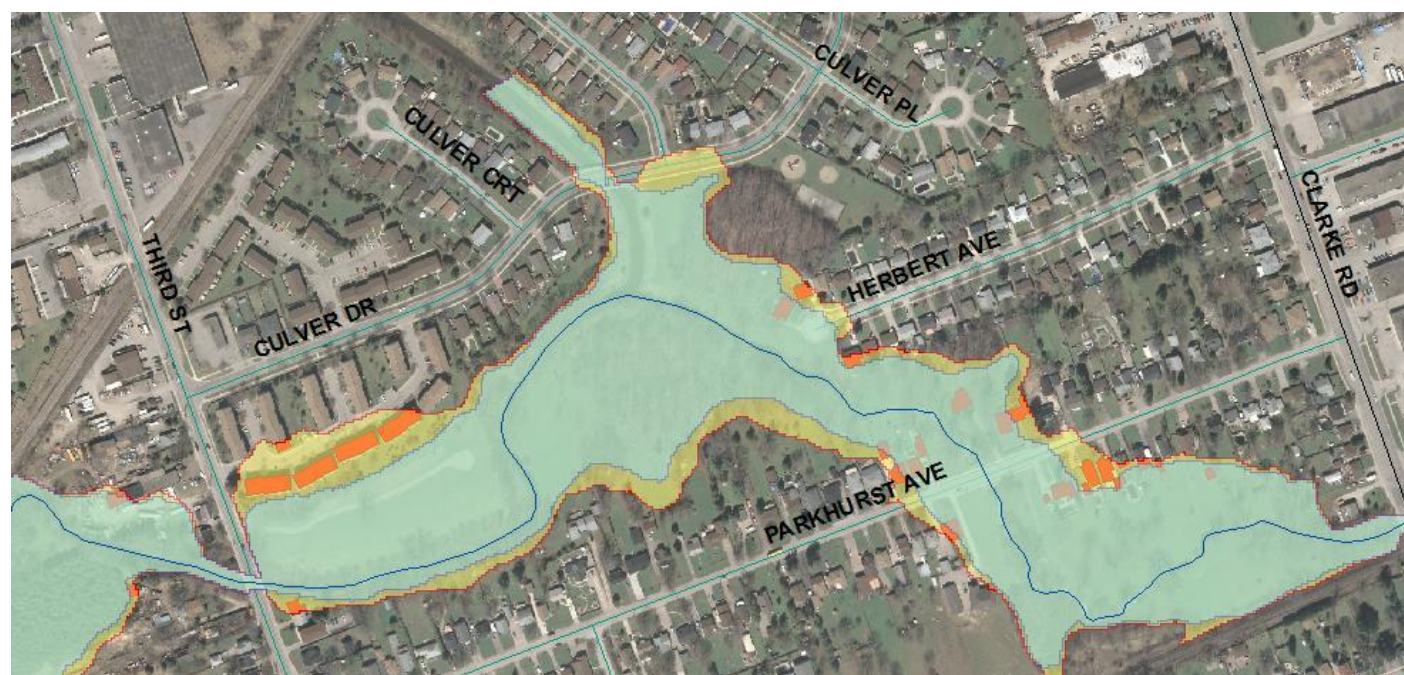 CULVER PL
CULVER CRT
CLARKE RD
THIRD ST
HERBERT AVE
CULVER DR
PARKHURST AVE